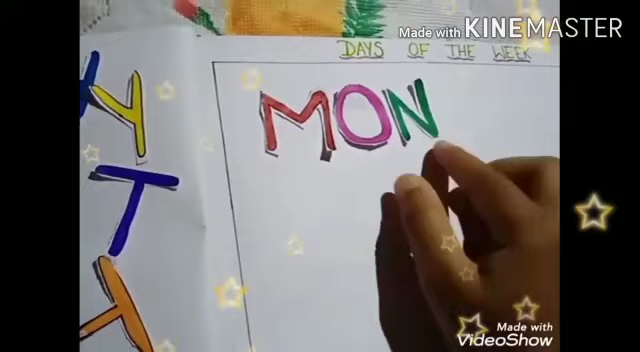 Made with KINEMASTER
DAYS OF THE WEEK
MON
Y
T
Made with
VideoShow